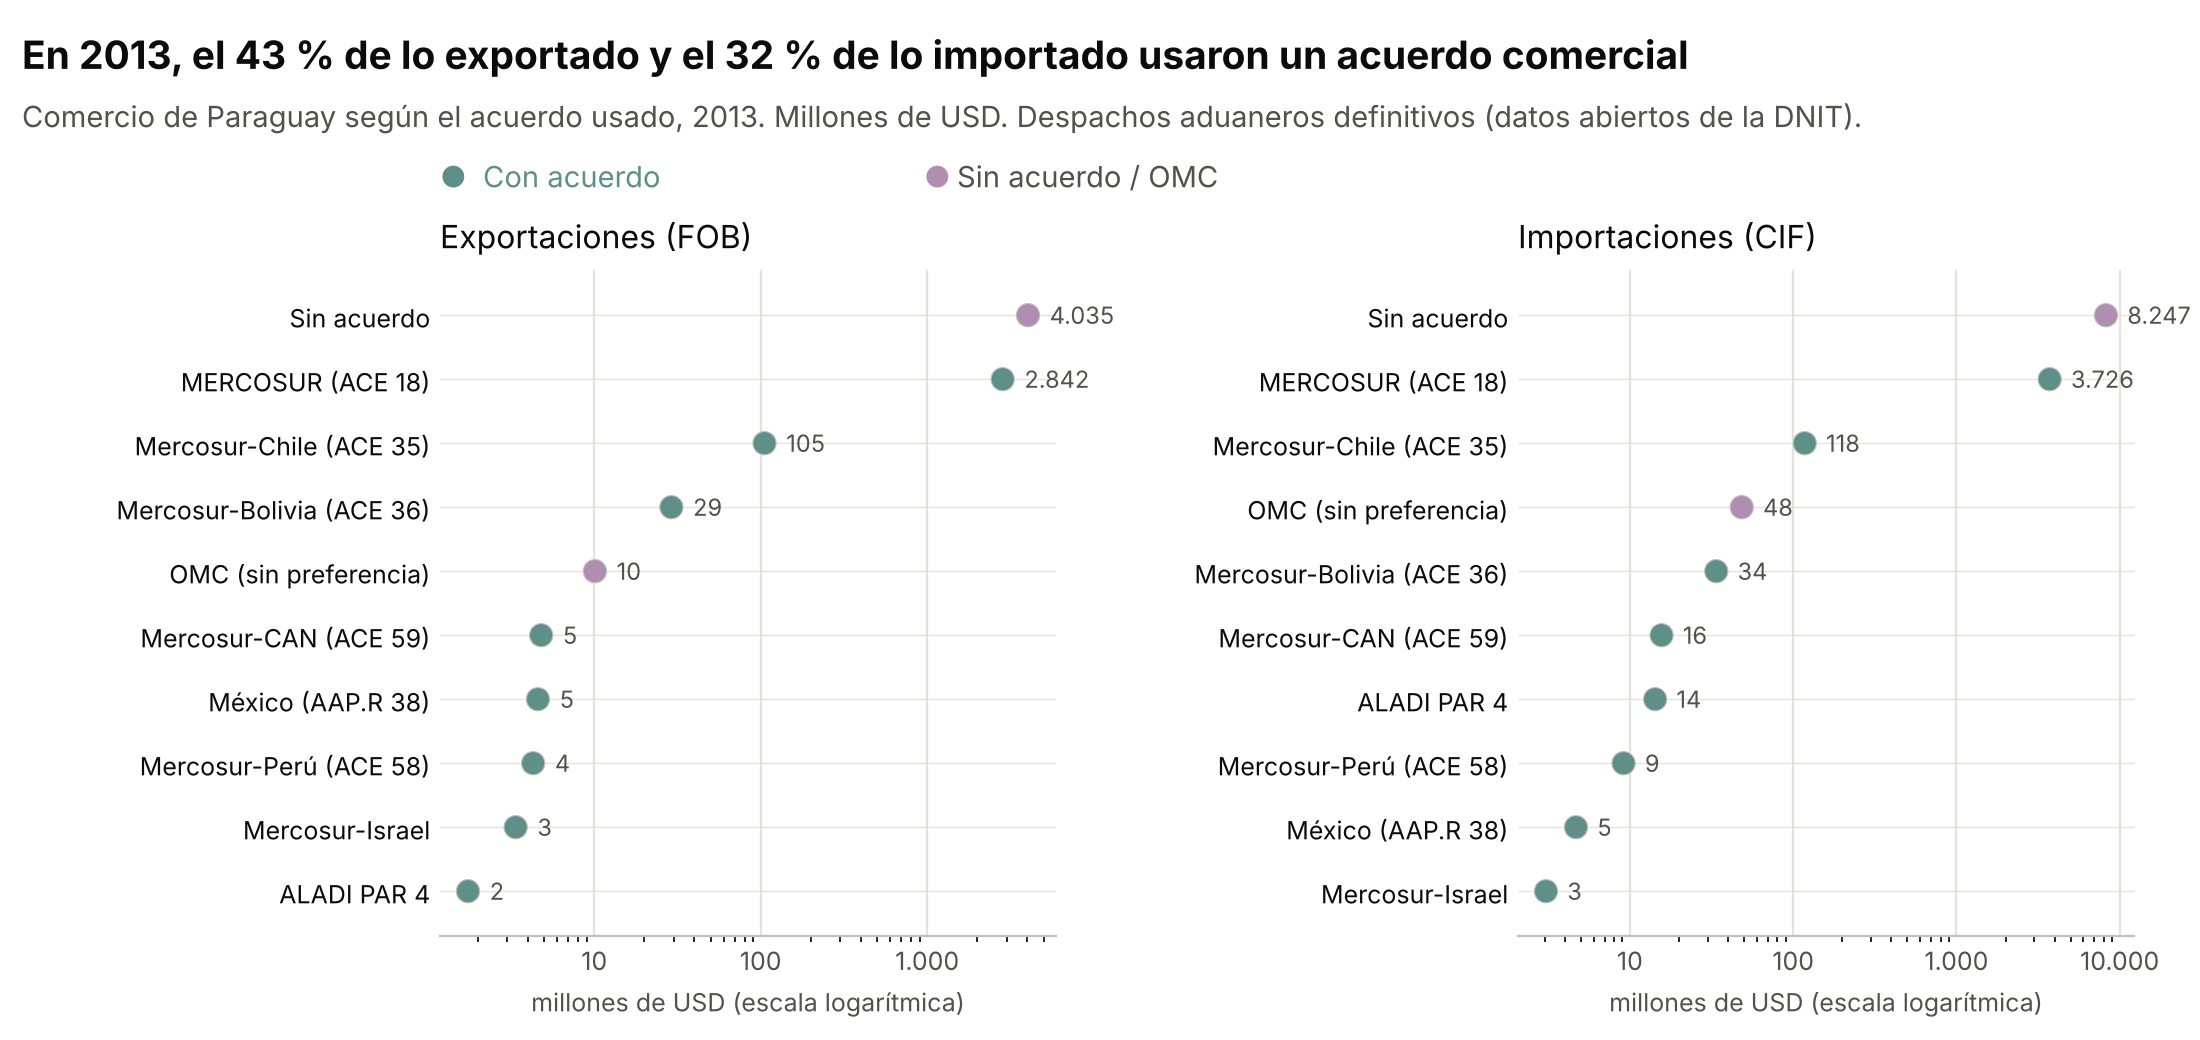 En 2013, el 43 % de lo exportado y el 32 % de lo importado usaron un acuerdo comercial
Comercio de Paraguay según el acuerdo usado, 2013. Millones de USD. Despachos aduaneros definitivos (datos abiertos de la DNIT).
Con acuerdo
Sin acuerdo / OMC
Exportaciones (FOB)
Sin acuerdo 4.035
MERCOSUR (ACE 18) 2.842
Mercosur-Chile (ACE 35) 105
Mercosur-Bolivia (ACE 36) 29
OMC (sin preferencia) 10
Mercosur-CAN (ACE 59) 5
México (AAP.R 38) 5
Mercosur-Perú (ACE 58) 4
Mercosur-Israel 3
ALADI PAR 4 2
10 100 1.000
millones de USD (escala logarítmica)
Importaciones (CIF)
Sin acuerdo 8.247
MERCOSUR (ACE 18) 3.726
Mercosur-Chile (ACE 35) 118
OMC (sin preferencia) 48
Mercosur-Bolivia (ACE 36) 34
Mercosur-CAN (ACE 59) 16
ALADI PAR 4 14
Mercosur-Perú (ACE 58) 9
México (AAP.R 38) 5
Mercosur-Israel 3
10 100 1.000 10.000
millones de USD (escala logarítmica)